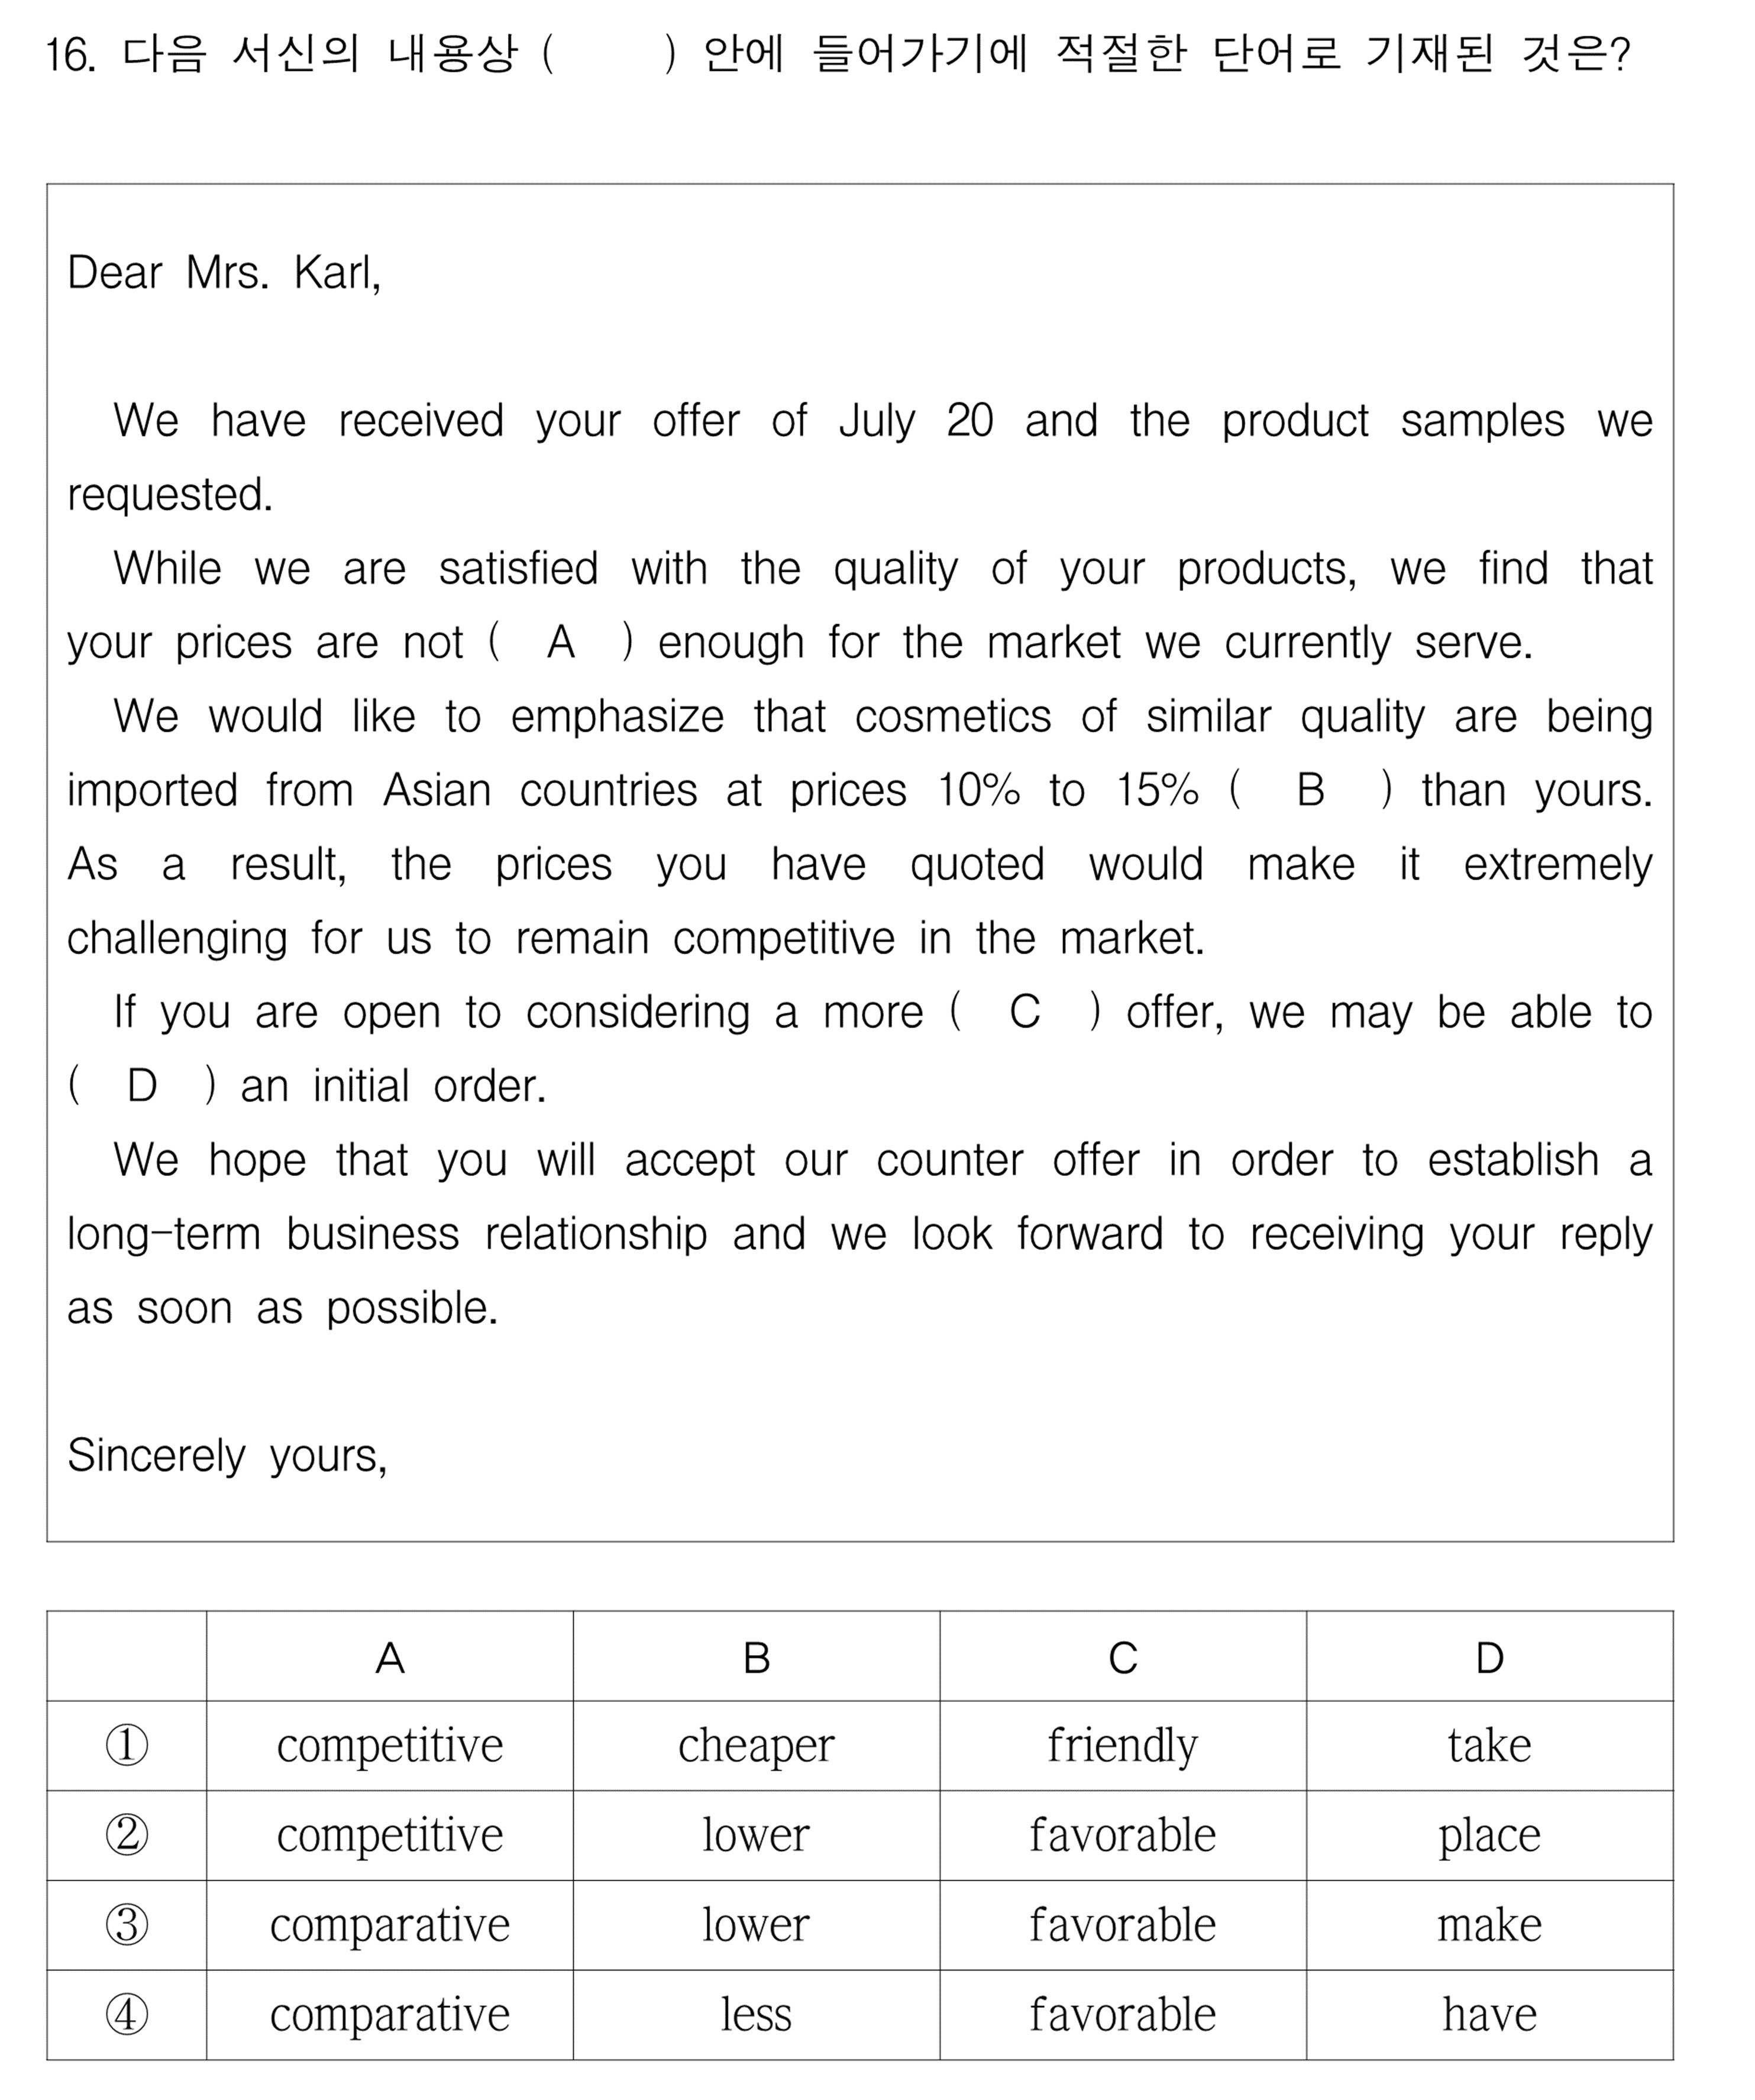 16. 다음 서신의 내용상 (     ) 안에 들어가기에 적절한 단어로 기재된 것은?
Dear Mrs. Karl,
We have received your offer of July 20 and the product samples we
requested.
While we are satisfied with the quality of your products, we find that
your prices are not ( A ) enough for the market we currently serve.
We would like to emphasize that cosmetics of similar quality are being
imported from Asian countries at prices 10% to 15% ( B ) than yours.
As a result, the prices you have quoted would make it extremely
challenging for us to remain competitive in the market.
If you are open to considering a more ( C ) offer, we may be able to
( D ) an initial order.
We hope that you will accept our counter offer in order to establish a
long-term business relationship and we look forward to receiving your reply
as soon as possible.
Sincerely yours,
A B C D
① competitive cheaper friendly take
② competitive lower favorable place
③ comparative lower favorable make
④ comparative less favorable have